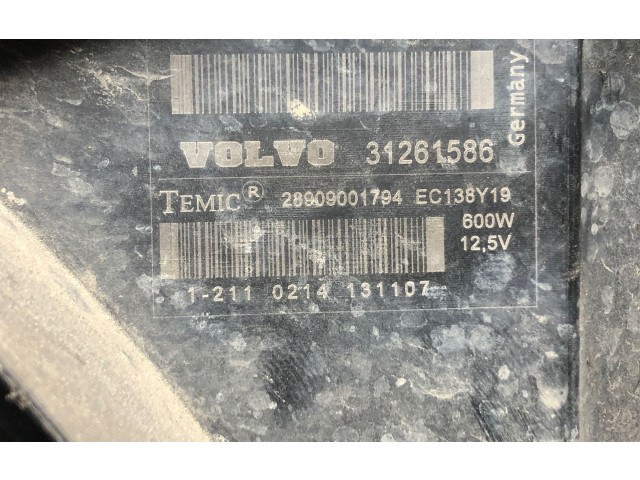 VOLVO 31261586
Germany
TEMIC® 28909001794 EC138Y19
600W
12,5V
1-211 0214 131107